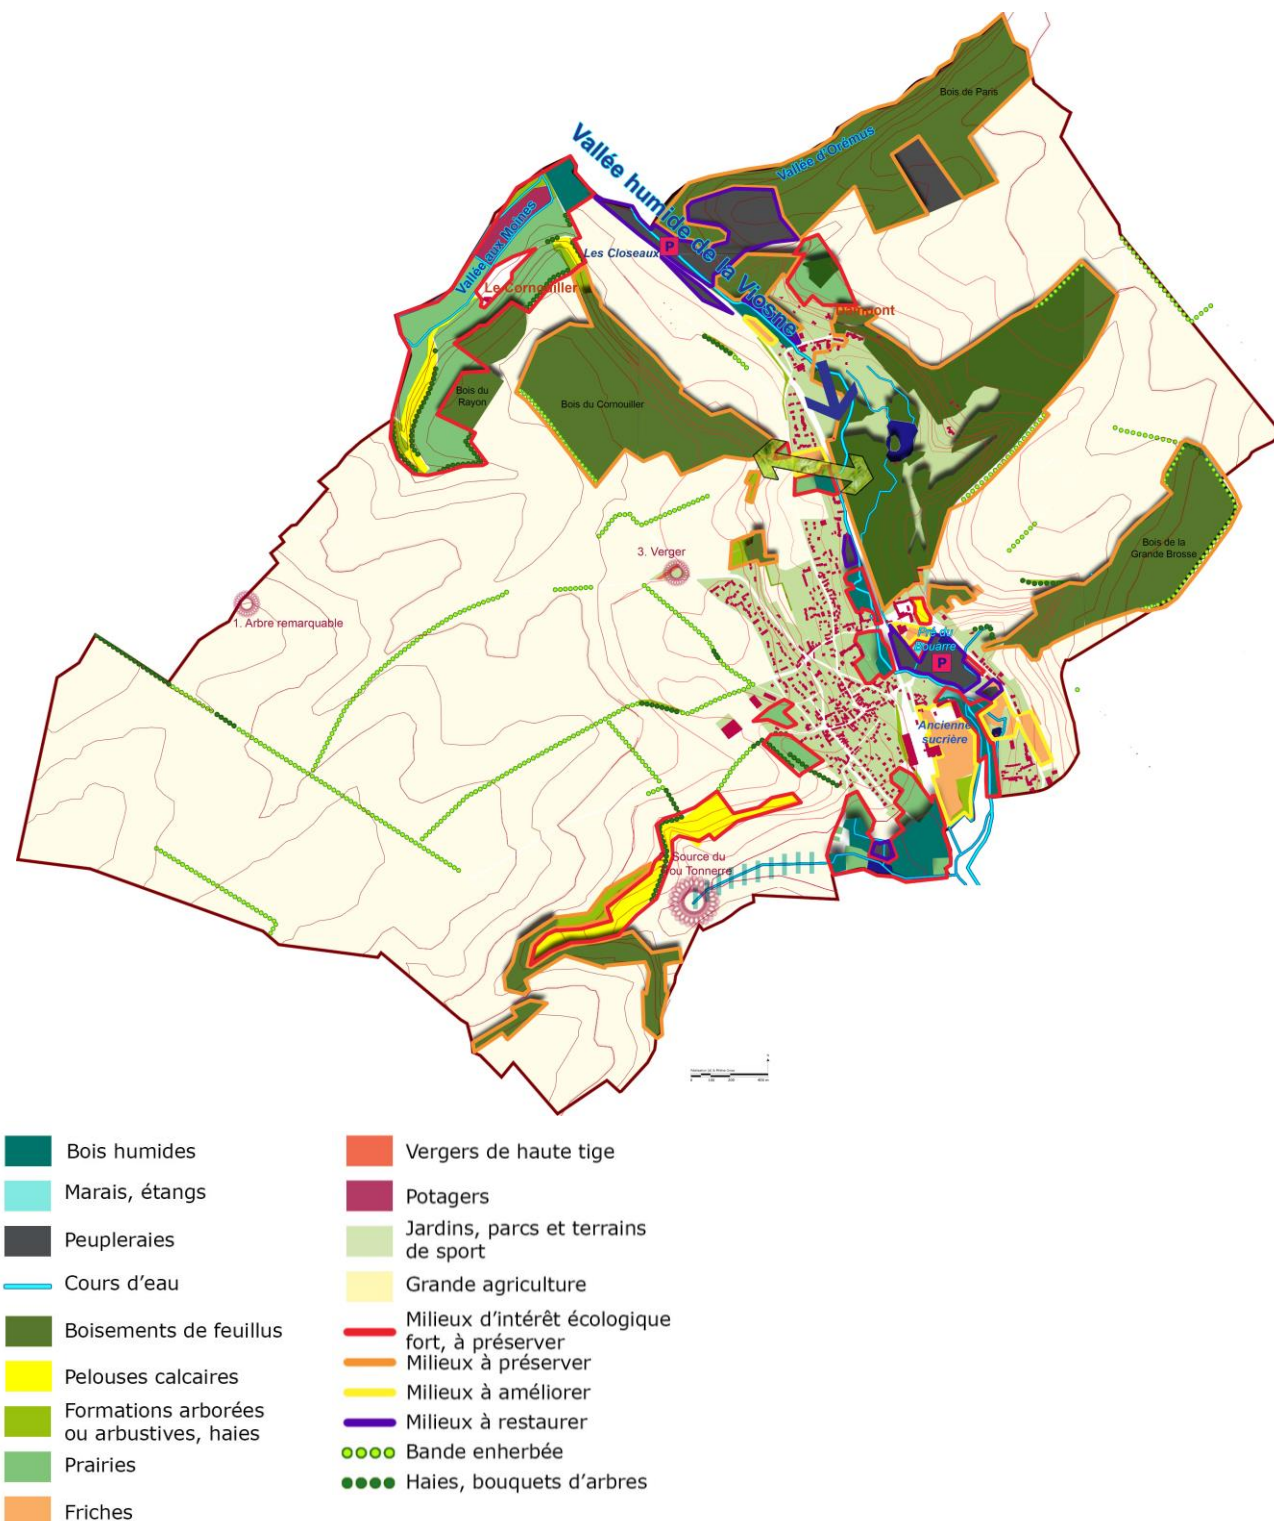 Bois de Paris
Vallée d'Orémus
Vallée humide de la Viosne
Vallée aux Moines
Les Closeaux
P
Le Cornouiller
Bois du
Rayon
Bois du Cornouiller
Bois de la
Grande Brosse
3. Verger
1. Arbre remarquable
Pré du
Bouarre
P
Ancienne
sucrière
Source du
ou Tonnerre
Bois humides
Marais, étangs
Peupleraies
Cours d'eau
Boisements de feuillus
Pelouses calcaires
Formations arborées
ou arbustives, haies
Prairies
Friches
Vergers de haute tige
Potagers
Jardins, parcs et terrains
de sport
Grande agriculture
Milieux d'intérêt écologique
fort, à préserver
Milieux à préserver
Milieux à améliorer
Milieux à restaurer
Bande enherbée
Haies, bouquets d'arbres